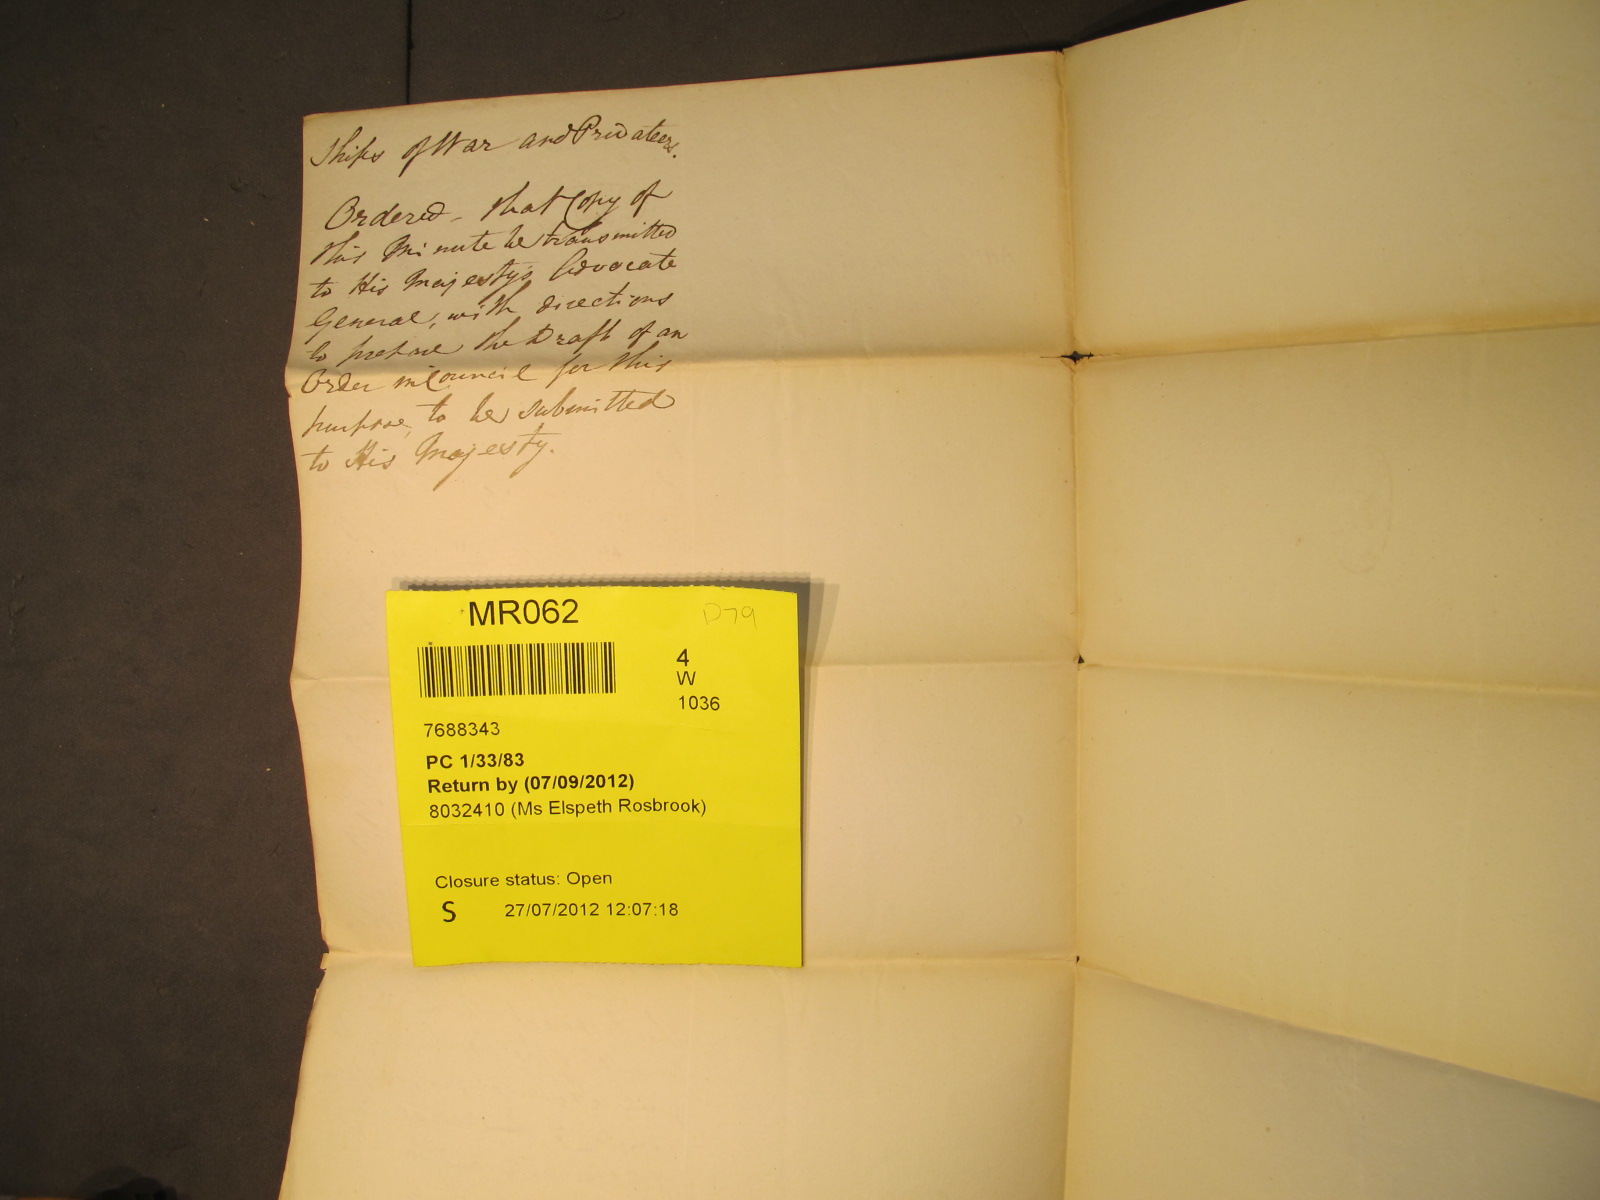 Ships of War and Privateers.
Ordered - that Copy of
this Minute be transmitted
to His Majesty's Advocate
General, with directions
to prepare the Draft of an
Order in Council for this
purpose, to be submitted
to His Majesty.
MR062
D79
4
W
1036
7688343
PC 1/33/83
Return by (07/09/2012)
8032410 (Ms Elspeth Rosbrook)
Closure status: Open
S 27/07/2012 12:07:18